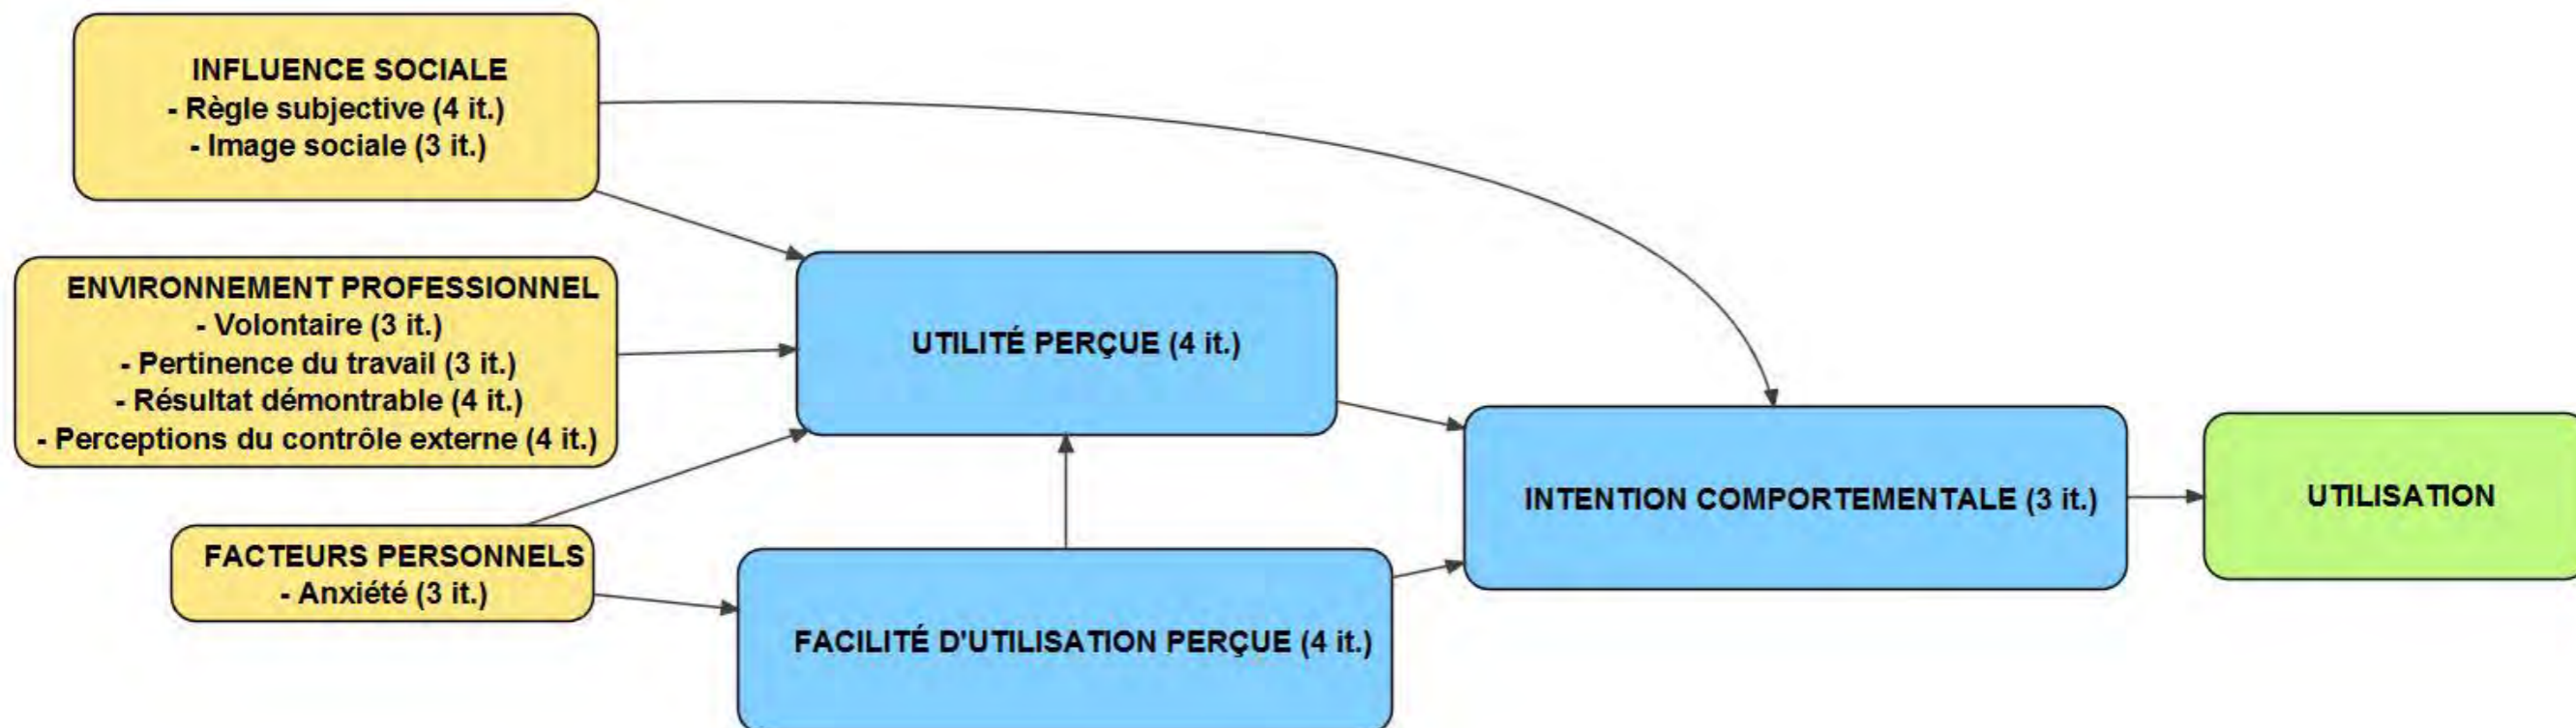 INFLUENCE SOCIALE
- Règle subjective (4 it.)
- Image sociale (3 it.)
ENVIRONNEMENT PROFESSIONNEL
- Volontaire (3 it.)
- Pertinence du travail (3 it.)
- Résultat démontrable (4 it.)
- Perceptions du contrôle externe (4 it.)
FACTEURS PERSONNELS
- Anxiété (3 it.)
UTILITÉ PERÇUE (4 it.)
FACILITÉ D'UTILISATION PERÇUE (4 it.)
INTENTION COMPORTEMENTALE (3 it.)
UTILISATION